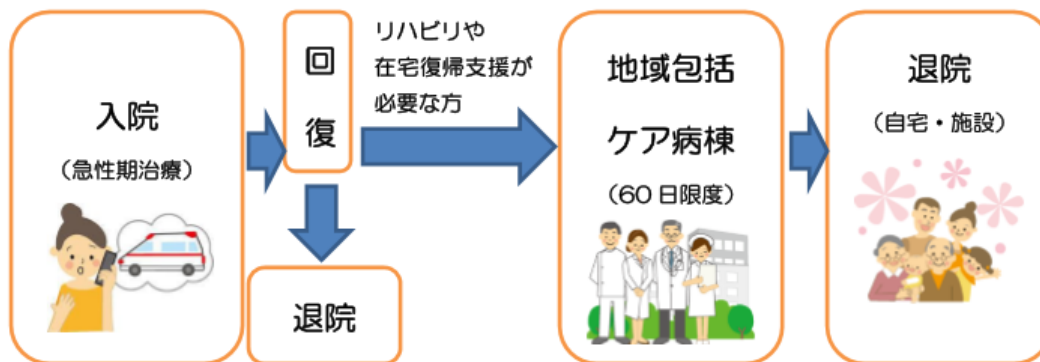 入院
（急性期治療）
回
復
リハビリや
在宅復帰支援が
必要な方
退院
地域包括
ケア病棟
（60日限度）
退院
（自宅・施設）